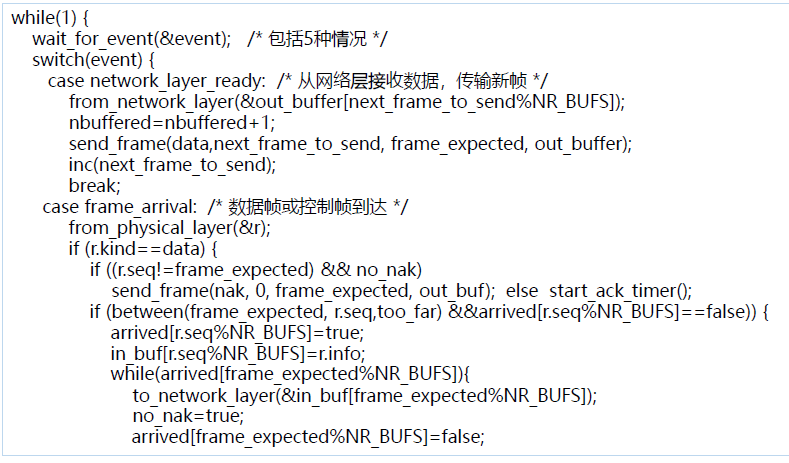 while(1) {
wait_for_event(&event); /* 包括5种情况 */
switch(event) {
case network_layer_ready: /* 从网络层接收数据，传输新帧 */
from_network_layer(&out_buffer[next_frame_to_send%NR_BUFS]);
nbuffered=nbuffered+1;
send_frame(data,next_frame_to_send, frame_expected, out_buffer);
inc(next_frame_to_send);
break;
case frame_arrival: /* 数据帧或控制帧到达 */
from_physical_layer(&r);
if (r.kind==data) {
if ((r.seq!=frame_expected) && no_nak)
send_frame(nak, 0, frame_expected, out_buf); else start_ack_timer();
if (between(frame_expected, r.seq,too_far) &&arrived[r.seq%NR_BUFS]==false)) {
arrived[r.seq%NR_BUFS]=true;
in_buf[r.seq%NR_BUFS]=r.info;
while(arrived[frame_expected%NR_BUFS]){
to_network_layer(&in_buf[frame_expected%NR_BUFS]);
no_nak=true;
arrived[frame_expected%NR_BUFS]=false;